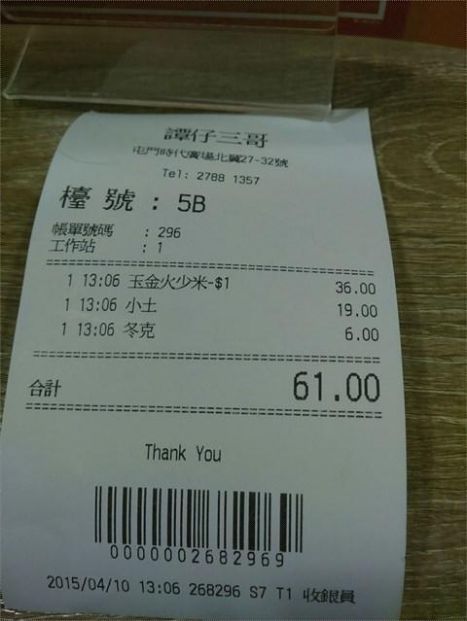 譚仔三哥
屯門時代廣場北翼27-32號
Tel: 2788 1357
檯 號 : 5B
帳單號碼 : 296
工作站 : 1
1 13:06 玉金火少米-$1 36.00
1 13:06 小土 19.00
1 13:06 冬克 6.00
合計 61.00
Thank You
0000002682969
2015/04/10 13:06 268296 S7 T1 收銀員